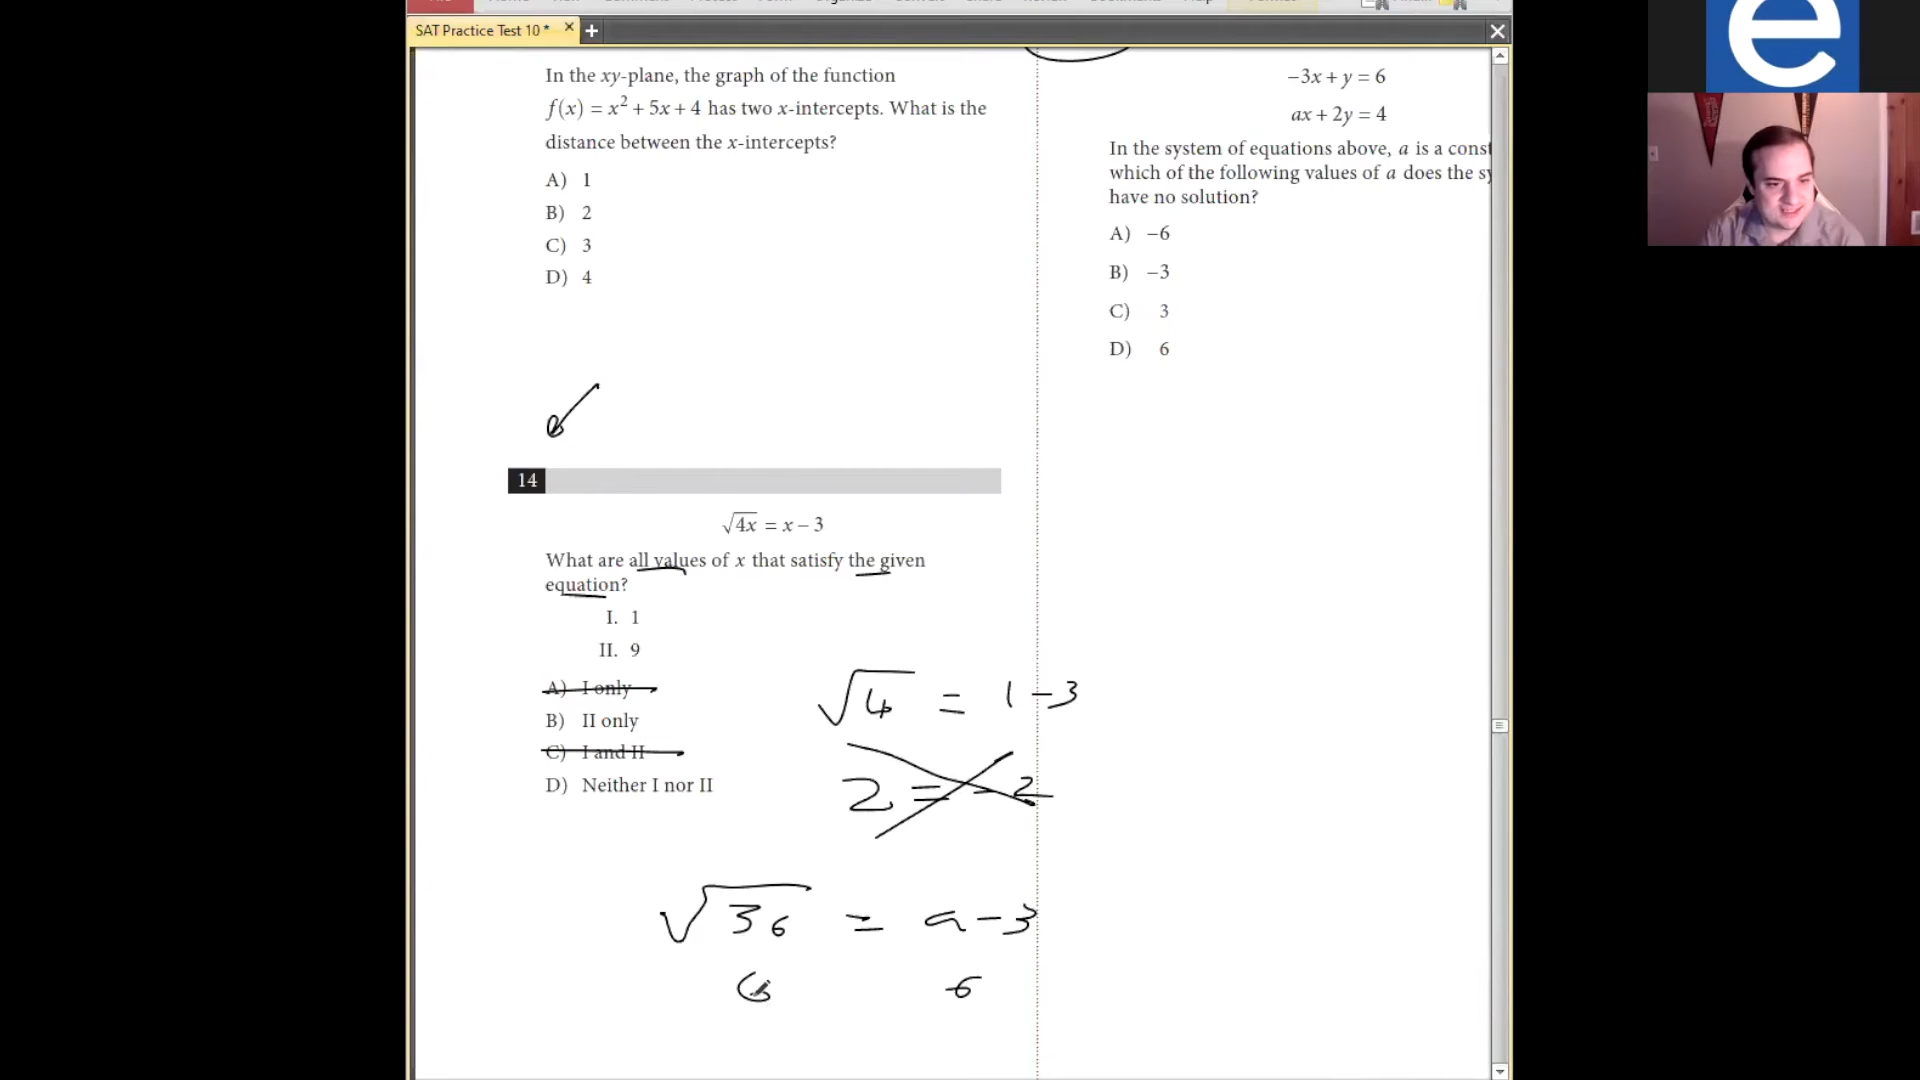 SAT Practice Test 10 *
In the xy-plane, the graph of the function
f(x) = x² + 5x + 4 has two x-intercepts. What is the
distance between the x-intercepts?
A) 1
B) 2
C) 3
D) 4
14
√4x = x – 3
What are all values of x that satisfy the given
equation?
I. 1
II. 9
A) I only
B) II only
C) I and II
D) Neither I nor II
√4 = 1 – 3
2 = – 2
√36 = 9 – 3
6 6
–3x + y = 6
ax + 2y = 4
In the system of equations above, a is a const
which of the following values of a does the sy
have no solution?
A) –6
B) –3
C) 3
D) 6
e